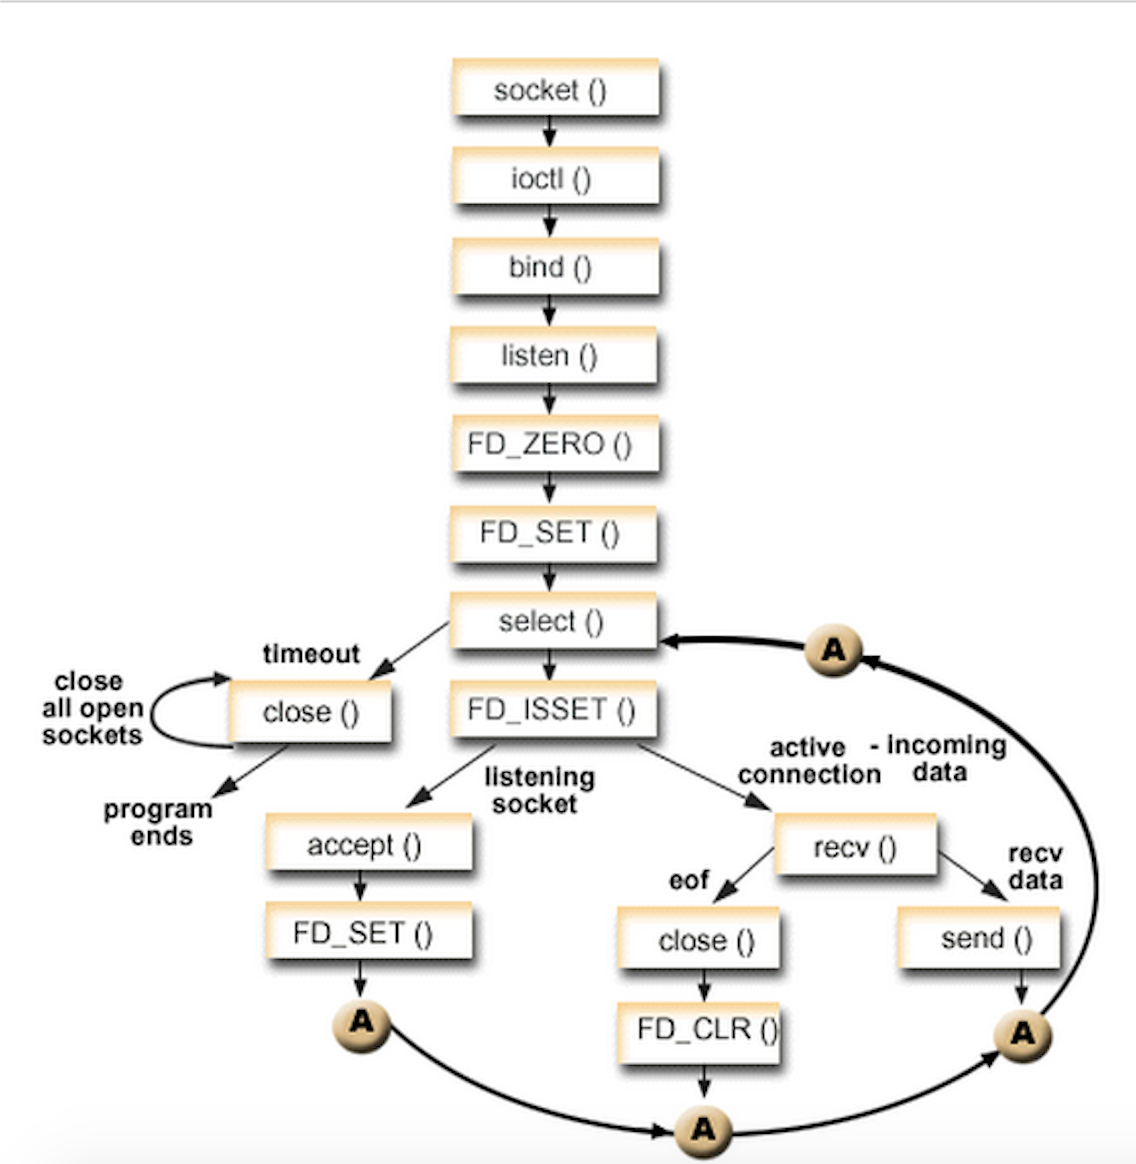 socket ()
ioctl ()
bind ()
listen ()
FD_ZERO ()
FD_SET ()
select ()
A
timeout
close
all open
sockets
close ()
FD_ISSET ()
program
ends
listening
socket
active - incoming
connection data
accept ()
recv ()
eof
recv
data
FD_SET ()
close ()
send ()
A
FD_CLR ()
A
A